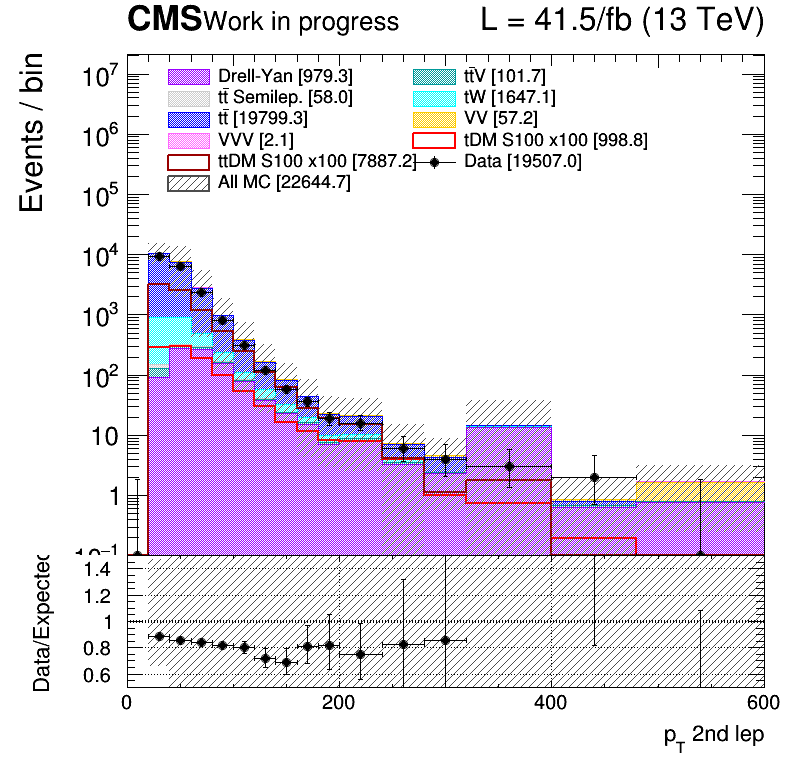 CMS Work in progress L = 41.5/fb (13 TeV)
Events / bin
Drell-Yan [979.3] tt̄V [101.7]
tt̄ Semilep. [58.0] tW [1647.1]
tt̄ [19799.3] VV [57.2]
VVV [2.1] tDM S100 x100 [998.8]
ttDM S100 x100 [7887.2] Data [19507.0]
All MC [22644.7]
10⁷
10⁶
10⁵
10⁴
10³
10²
10
1
10⁻¹
Data/Expected
1.4
1.2
1
0.8
0.6
0 200 400 600
p_T 2nd lep